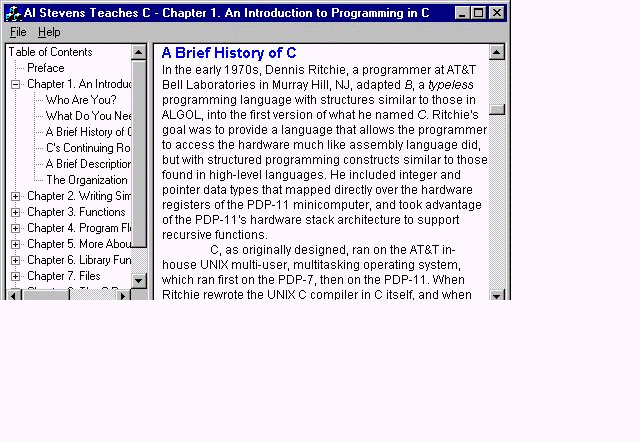 Al Stevens Teaches C - Chapter 1. An Introduction to Programming in C
File Help
Table of Contents
Preface
Chapter 1. An Introduc
Who Are You?
What Do You Nee
A Brief History of C
C's Continuing Ro
A Brief Description
The Organization
Chapter 2. Writing Sim
Chapter 3. Functions
Chapter 4. Program Fl
Chapter 5. More Abou
Chapter 6. Library Fun
Chapter 7. Files
A Brief History of C
In the early 1970s, Dennis Ritchie, a programmer at AT&T
Bell Laboratories in Murray Hill, NJ, adapted B, a typeless
programming language with structures similar to those in
ALGOL, into the first version of what he named C. Ritchie's
goal was to provide a language that allows the programmer
to access the hardware much like assembly language did,
but with structured programming constructs similar to those
found in high-level languages. He included integer and
pointer data types that mapped directly over the hardware
registers of the PDP-11 minicomputer, and took advantage
of the PDP-11's hardware stack architecture to support
recursive functions.
C, as originally designed, ran on the AT&T in-
house UNIX multi-user, multitasking operating system,
which ran first on the PDP-7, then on the PDP-11. When
Ritchie rewrote the UNIX C compiler in C itself, and when